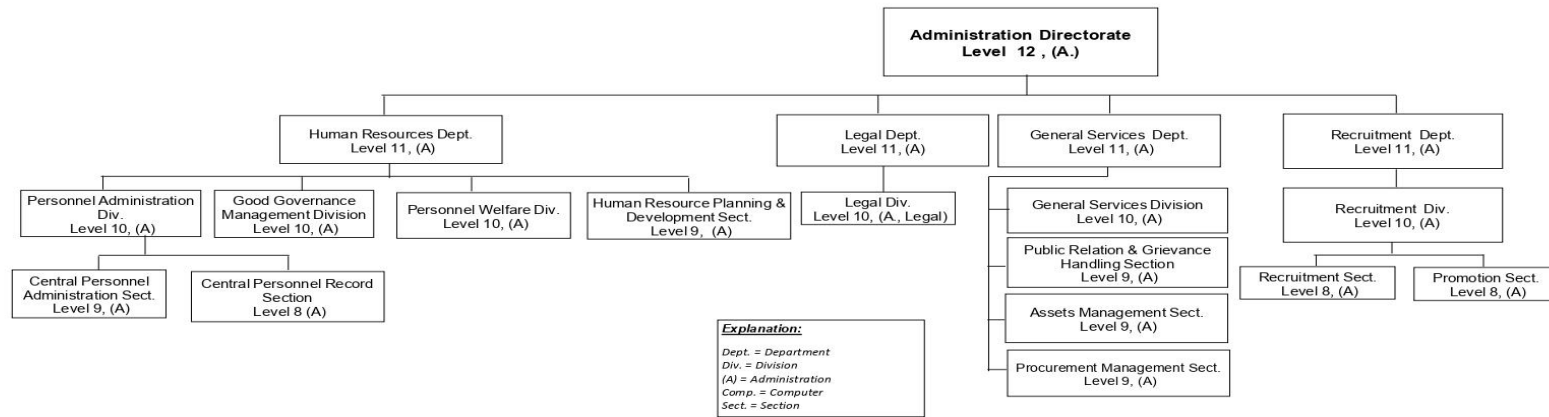 Administration Directorate
Level 12 , (A.)
Human Resources Dept.
Level 11, (A)
Legal Dept.
Level 11, (A)
General Services Dept.
Level 11, (A)
Recruitment Dept.
Level 11, (A)
Personnel Administration
Div.
Level 10, (A)
Good Governance
Management Division
Level 10, (A)
Personnel Welfare Div.
Level 10, (A)
Human Resource Planning &
Development Sect.
Level 9, (A)
Legal Div.
Level 10, (A., Legal)
General Services Division
Level 10, (A)
Recruitment Div.
Level 10, (A)
Central Personnel
Administration Sect.
Level 9, (A)
Central Personnel Record
Section
Level 8 (A)
Public Relation & Grievance
Handling Section
Level 9, (A)
Recruitment Sect.
Level 8, (A)
Promotion Sect.
Level 8, (A)
Assets Management Sect.
Level 9, (A)
Procurement Management Sect.
Level 9, (A)
Explanation:
Dept. = Department
Div. = Division
(A) = Administration
Comp. = Computer
Sect. = Section